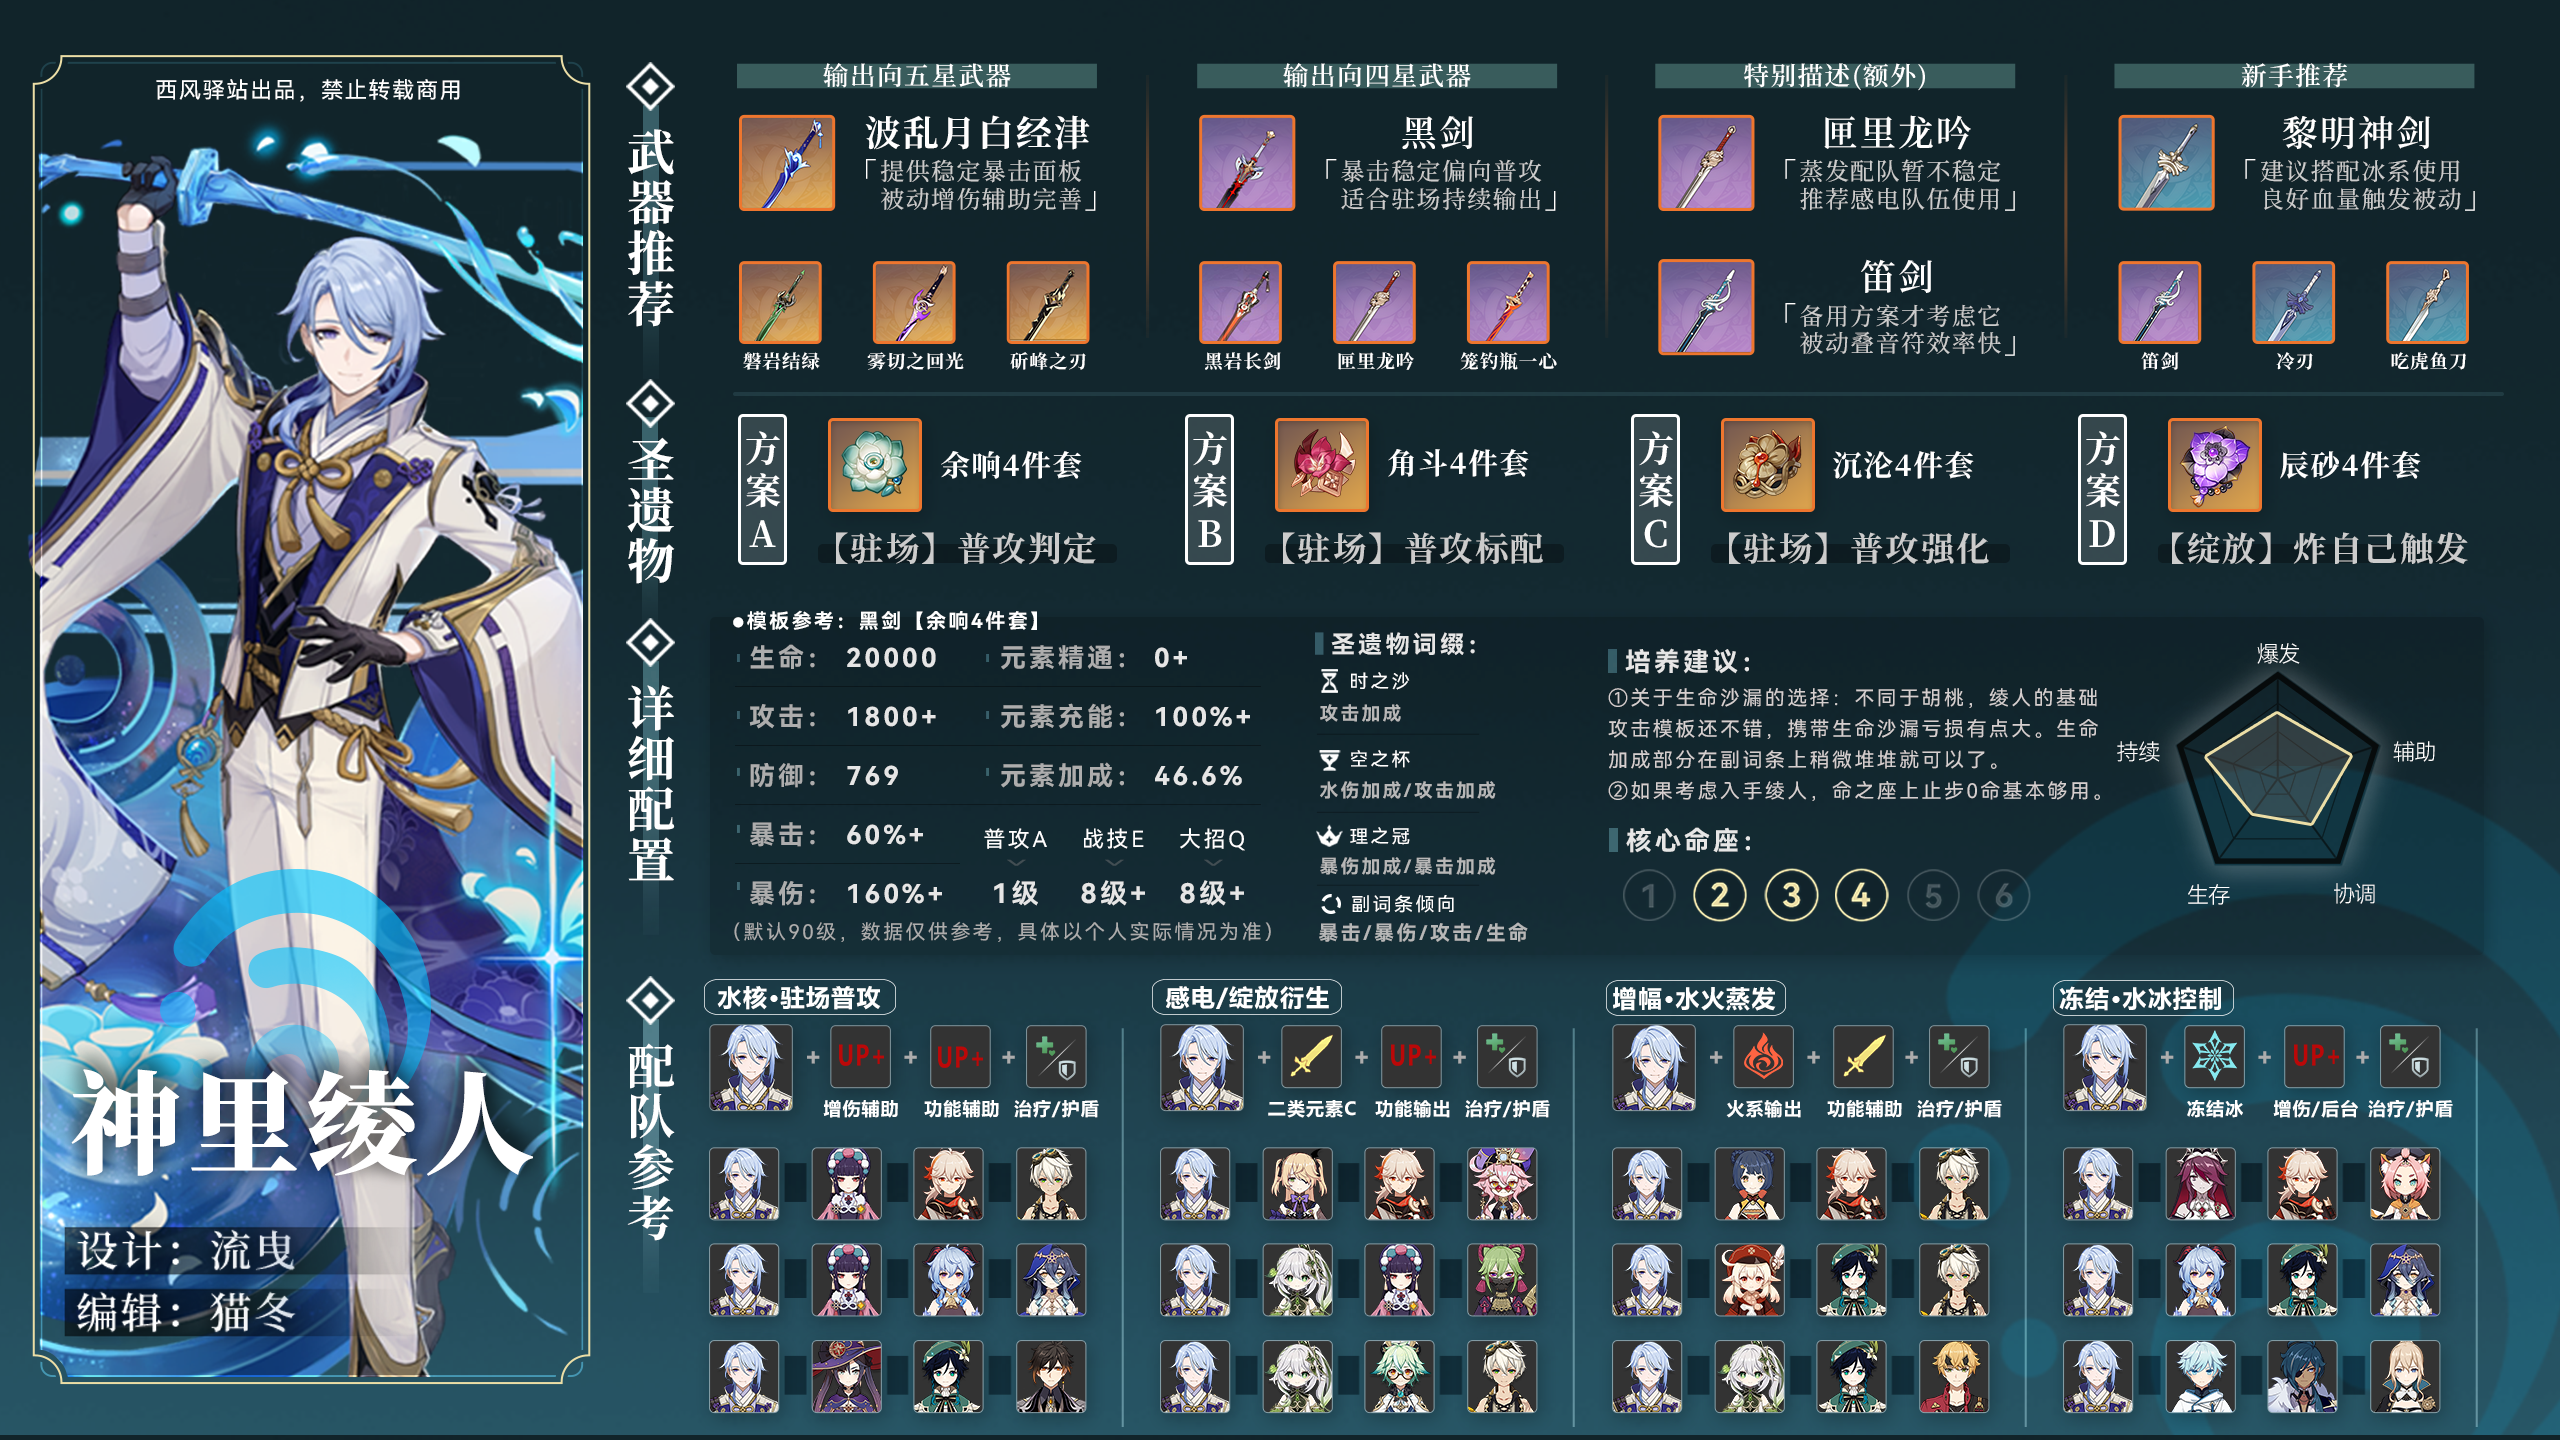 西风驿站出品，禁止转载商用
神里绫人
设计：流曳
编辑：猫冬
武器推荐
输出向五星武器
波乱月白经津
「提供稳定暴击面板
被动增伤辅助完善」
磐岩结绿
雾切之回光
斫峰之刃
输出向四星武器
黑剑
「暴击稳定偏向普攻
适合驻场持续输出」
黑岩长剑
匣里龙吟
笼钓瓶一心
特别描述(额外)
匣里龙吟
「蒸发配队暂不稳定
推荐感电队伍使用」
笛剑
「备用方案才考虑它
被动叠音符效率快」
新手推荐
黎明神剑
「建议搭配冰系使用
良好血量触发被动」
笛剑
冷刃
吃虎鱼刀
圣遗物
方案A
余响4件套
【驻场】普攻判定
方案B
角斗4件套
【驻场】普攻标配
方案C
沉沦4件套
【驻场】普攻强化
方案D
辰砂4件套
【绽放】炸自己触发
详细配置
●模板参考：黑剑【余响4件套】
生命： 20000 元素精通： 0+
攻击： 1800+ 元素充能： 100%+
防御： 769 元素加成： 46.6%
暴击： 60%+ 普攻A 战技E 大招Q
暴伤： 160%+ 1级 8级+ 8级+
(默认90级，数据仅供参考，具体以个人实际情况为准)
圣遗物词缀：
时之沙
攻击加成
空之杯
水伤加成/攻击加成
理之冠
暴伤加成/暴击加成
副词条倾向
暴击/暴伤/攻击/生命
培养建议：
①关于生命沙漏的选择：不同于胡桃，绫人的基础
攻击模板还不错，携带生命沙漏亏损有点大。生命
加成部分在副词条上稍微堆堆就可以了。
②如果考虑入手绫人，命之座上止步0命基本够用。
核心命座：
1 2 3 4 5 6
爆发
持续
辅助
生存
协调
配队参考
水核·驻场普攻
+ UP+ + UP+ +
增伤辅助 功能辅助 治疗/护盾
感电/绽放衍生
+ + UP+ +
二类元素C 功能输出 治疗/护盾
增幅·水火蒸发
+ + +
火系输出 功能辅助 治疗/护盾
冻结·水冰控制
+ + UP+ +
冻结冰 增伤/后台 治疗/护盾